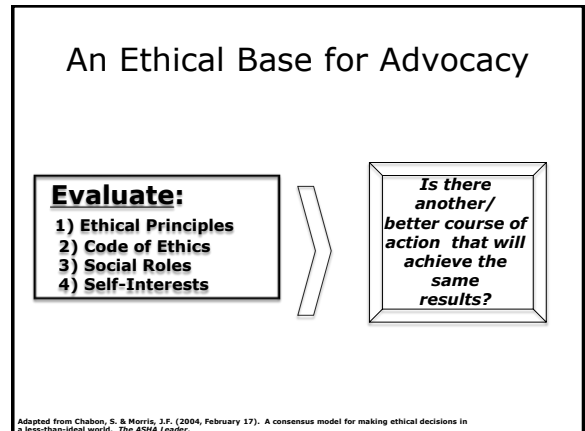 An Ethical Base for Advocacy
Evaluate:
1) Ethical Principles
2) Code of Ethics
3) Social Roles
4) Self-Interests
Is there
another/
better course of
action that will
achieve the
same
results?
Adapted from Chabon, S. & Morris, J.F. (2004, February 17). A consensus model for making ethical decisions in
a less-than-ideal world. The ASHA Leader.